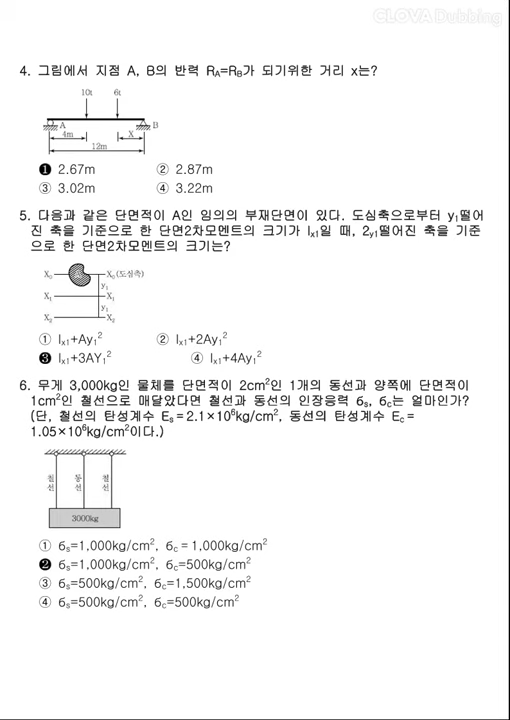 CLOVA Dubbing
4. 그림에서 지점 A, B의 반력 RA=RB가 되기위한 거리 x는?
10t 6t
A B
4m X
12m
❶ 2.67m ② 2.87m
③ 3.02m ④ 3.22m
5. 다음과 같은 단면적이 A인 임의의 부재단면이 있다. 도심축으로부터 y₁떨어
진 축을 기준으로 한 단면2차모멘트의 크기가 Ix1일 때, 2y1떨어진 축을 기준
으로 한 단면2차모멘트의 크기는?
X₀ A X₀(도심축)
y₁
X₁ X₁
y₁
X₂ X₂
① Ix1+Ay₁² ② Ix1+2Ay₁²
❸ Ix1+3AY₁² ④ Ix1+4Ay₁²
6. 무게 3,000kg인 물체를 단면적이 2cm²인 1개의 동선과 양쪽에 단면적이
1cm²인 철선으로 매달았다면 철선과 동선의 인장응력 бs, бc는 얼마인가?
(단, 철선의 탄성계수 Es=2.1×10⁶kg/cm², 동선의 탄성계수 Ec=
1.05×10⁶kg/cm²이다.)
철선 동선 철선
3000kg
① бs=1,000kg/cm², бc=1,000kg/cm²
❷ бs=1,000kg/cm², бc=500kg/cm²
③ бs=500kg/cm², бc=1,500kg/cm²
④ бs=500kg/cm², бc=500kg/cm²